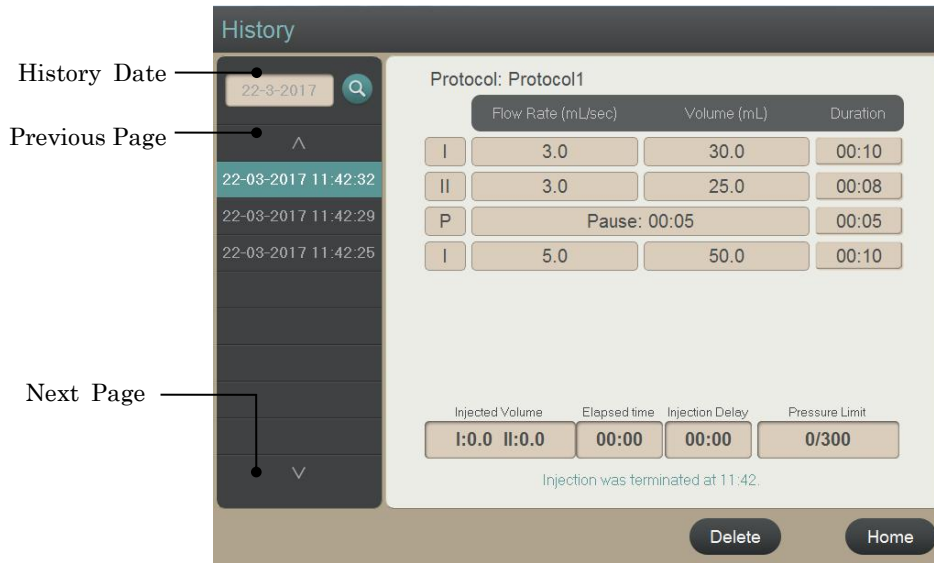 History
History Date
22-3-2017
Previous Page
22-03-2017 11:42:32
22-03-2017 11:42:29
22-03-2017 11:42:25
Next Page
Protocol: Protocol1
Flow Rate (mL/sec) Volume (mL) Duration
I 3.0 30.0 00:10
II 3.0 25.0 00:08
P Pause: 00:05 00:05
I 5.0 50.0 00:10
Injected Volume Elapsed time Injection Delay Pressure Limit
I:0.0 II:0.0 00:00 00:00 0/300
Injection was terminated at 11:42.
Delete Home